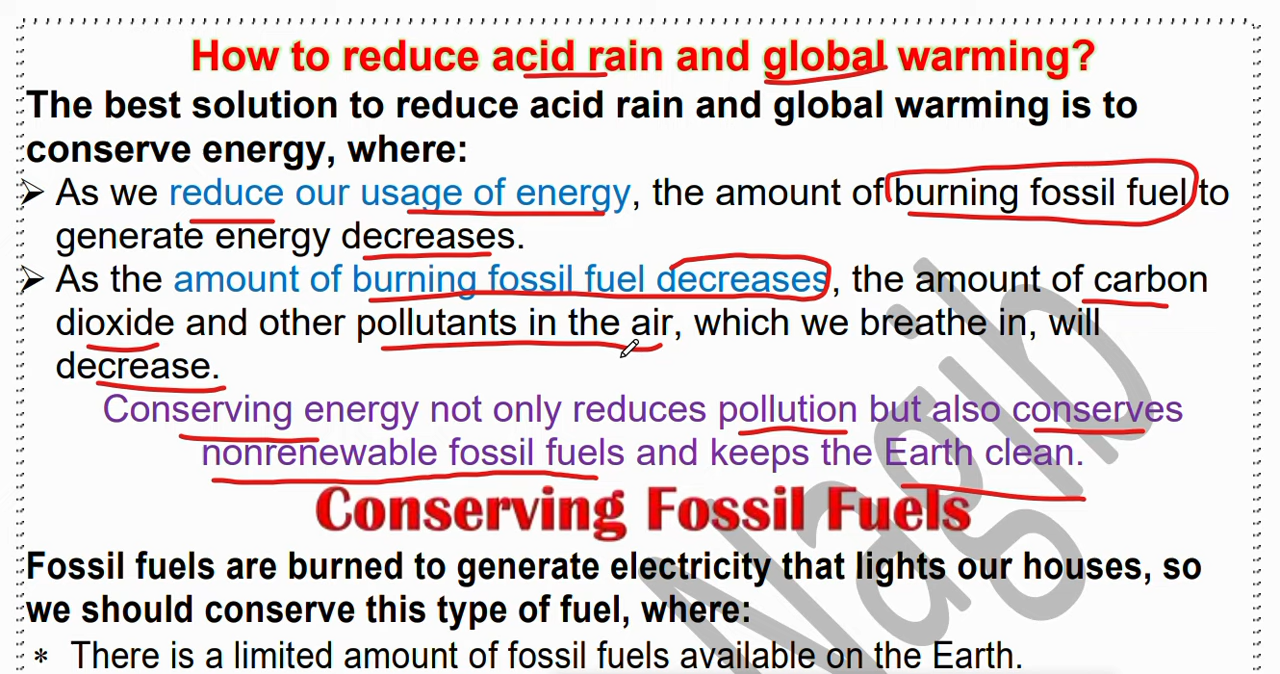 How to reduce acid rain and global warming?
The best solution to reduce acid rain and global warming is to
conserve energy, where:
➢ As we reduce our usage of energy, the amount of burning fossil fuel to
generate energy decreases.
➢ As the amount of burning fossil fuel decreases, the amount of carbon
dioxide and other pollutants in the air, which we breathe in, will
decrease.
Conserving energy not only reduces pollution but also conserves
nonrenewable fossil fuels and keeps the Earth clean.
Conserving Fossil Fuels
Fossil fuels are burned to generate electricity that lights our houses, so
we should conserve this type of fuel, where:
* There is a limited amount of fossil fuels available on the Earth.
Nagib